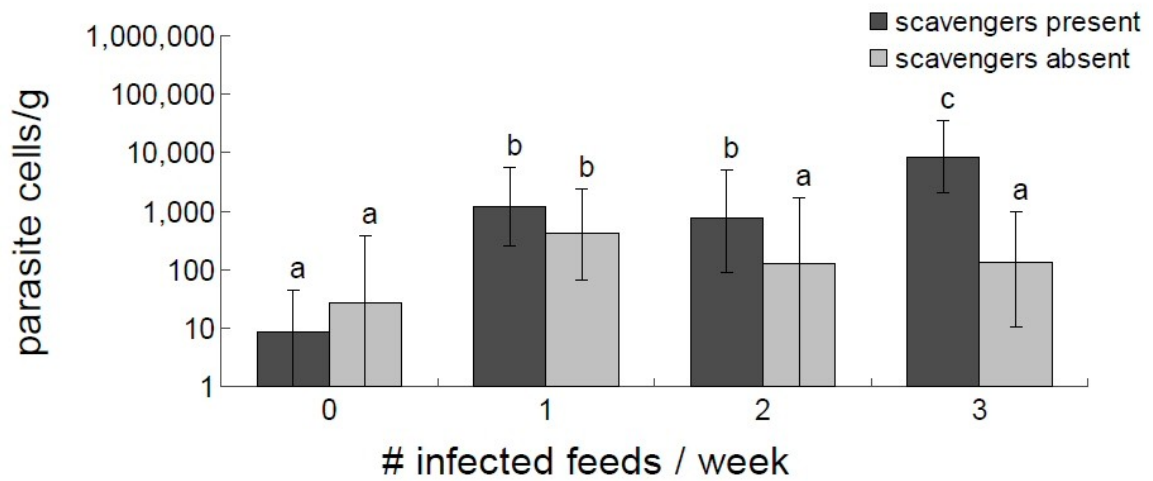 scavengers present
scavengers absent
parasite cells/g
1,000,000
100,000
10,000
1,000
100
10
1
a
a
b
b
b
a
c
a
0 1 2 3
# infected feeds / week